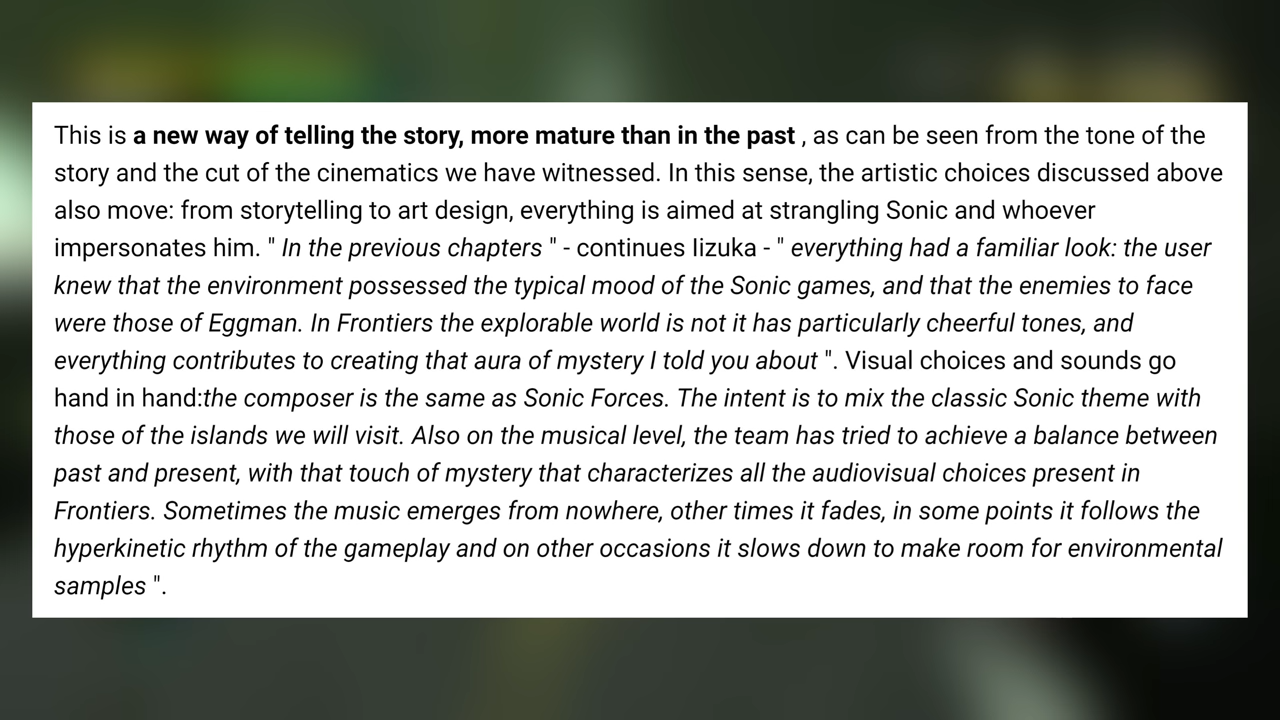 This is a new way of telling the story, more mature than in the past , as can be seen from the tone of the
story and the cut of the cinematics we have witnessed. In this sense, the artistic choices discussed above
also move: from storytelling to art design, everything is aimed at strangling Sonic and whoever
impersonates him. " In the previous chapters " - continues Iizuka - " everything had a familiar look: the user
knew that the environment possessed the typical mood of the Sonic games, and that the enemies to face
were those of Eggman. In Frontiers the explorable world is not it has particularly cheerful tones, and
everything contributes to creating that aura of mystery I told you about ". Visual choices and sounds go
hand in hand:the composer is the same as Sonic Forces. The intent is to mix the classic Sonic theme with
those of the islands we will visit. Also on the musical level, the team has tried to achieve a balance between
past and present, with that touch of mystery that characterizes all the audiovisual choices present in
Frontiers. Sometimes the music emerges from nowhere, other times it fades, in some points it follows the
hyperkinetic rhythm of the gameplay and on other occasions it slows down to make room for environmental
samples ".